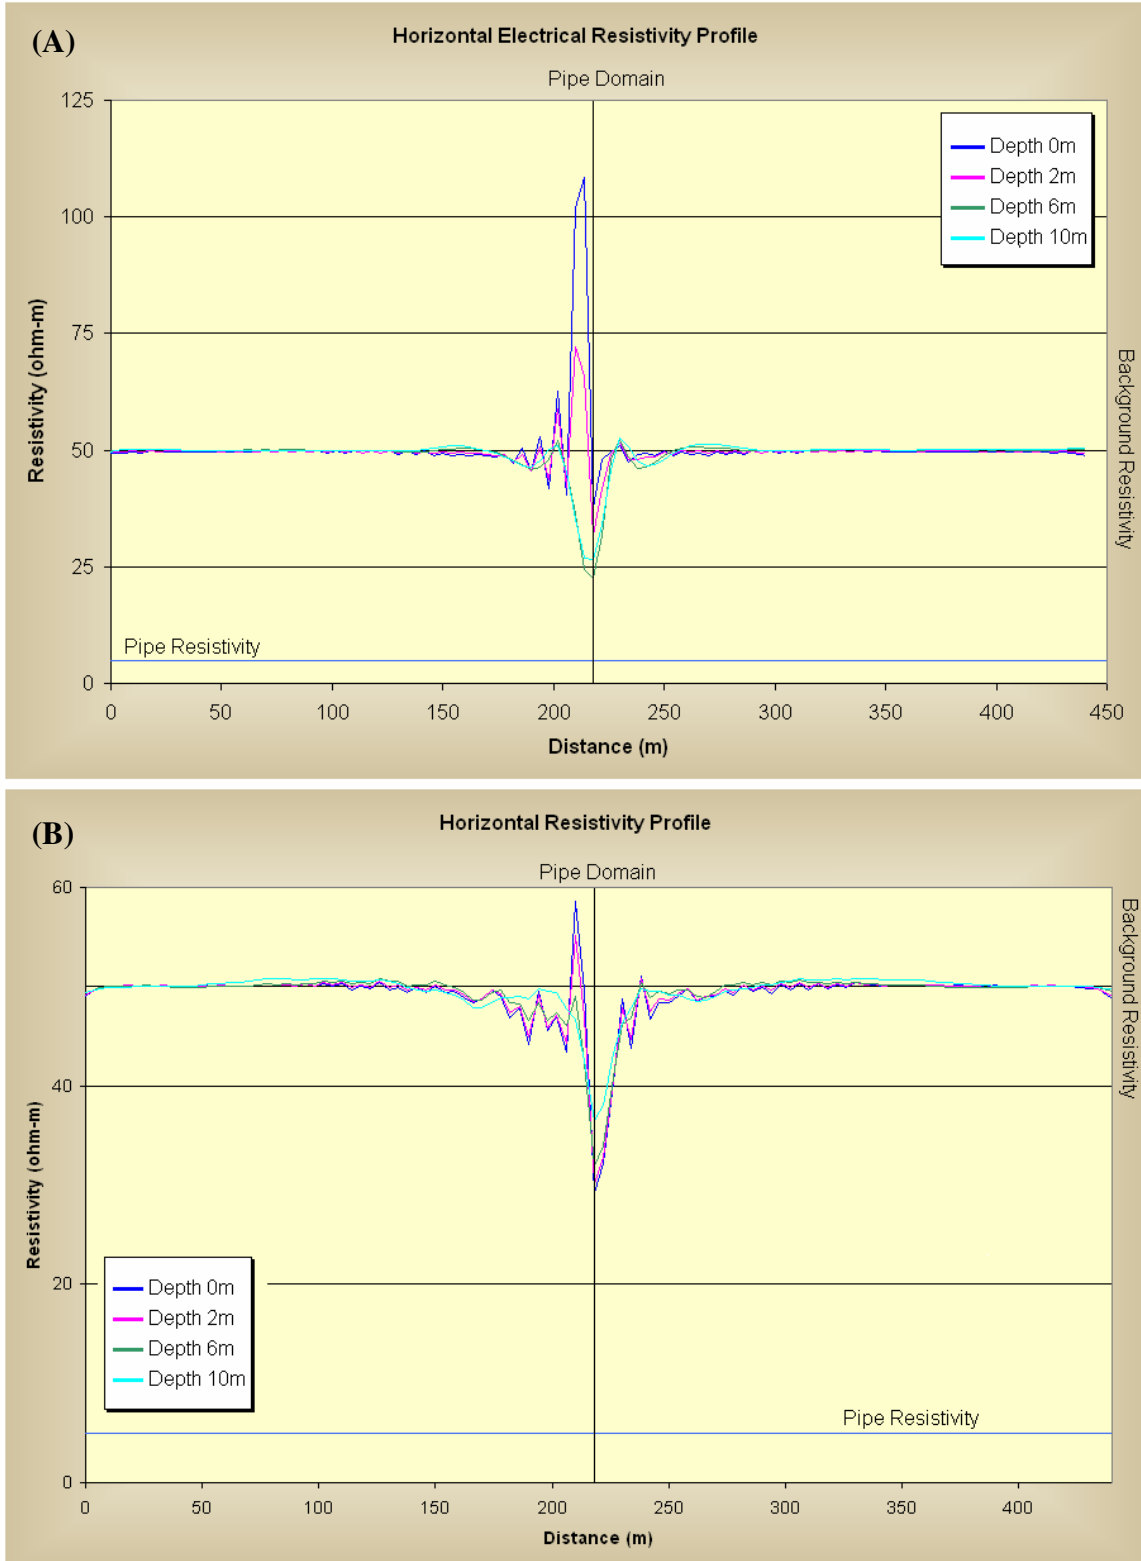 (A)
Horizontal Electrical Resistivity Profile
Pipe Domain
125
100
75
50
25
0
Resistivity (ohm-m)
Depth 0m
Depth 2m
Depth 6m
Depth 10m
Background Resistivity
Pipe Resistivity
0 50 100 150 200 250 300 350 400 450
Distance (m)
(B)
Horizontal Resistivity Profile
Pipe Domain
60
40
20
0
Resistivity (ohm-m)
Background Resistivity
Depth 0m
Depth 2m
Depth 6m
Depth 10m
Pipe Resistivity
0 50 100 150 200 250 300 350 400
Distance (m)